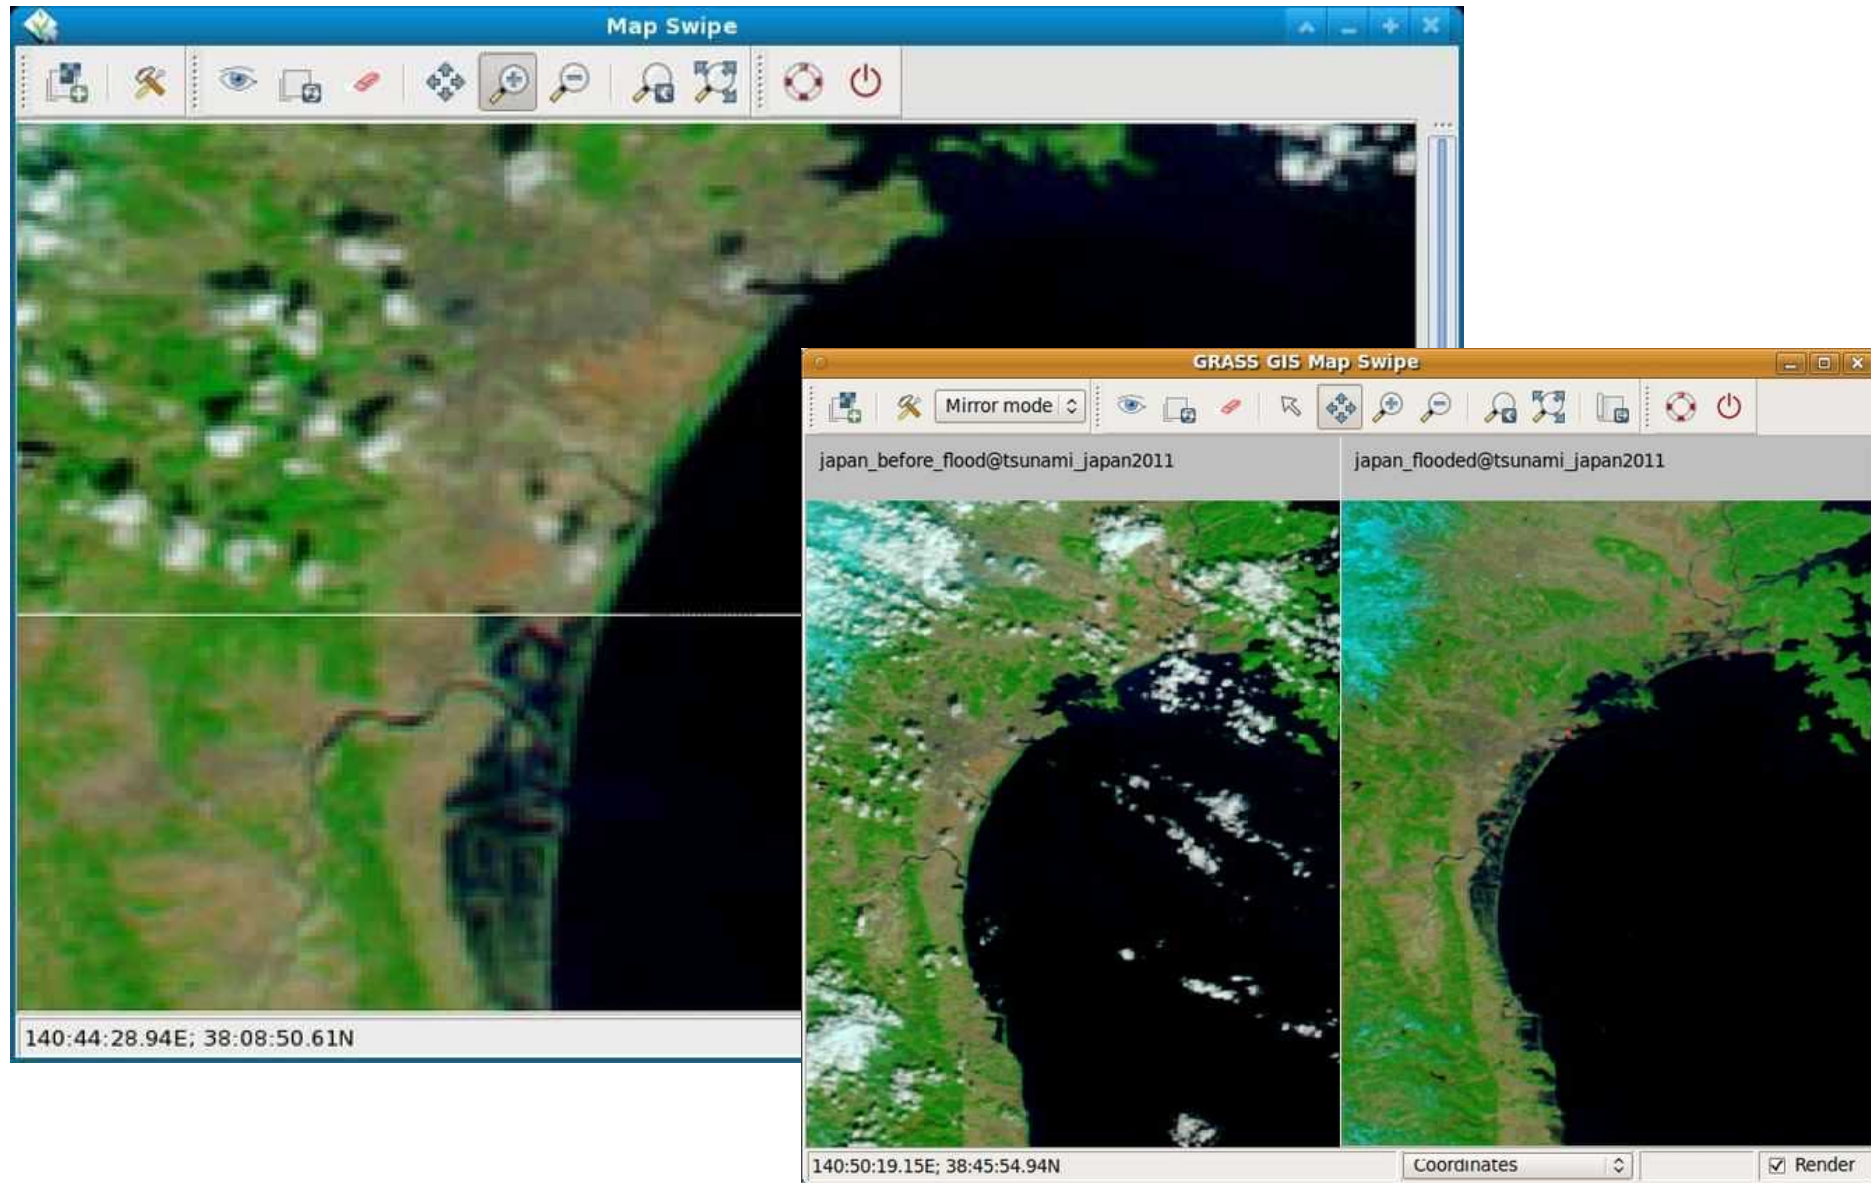 Map Swipe
140:44:28.94E; 38:08:50.61N
GRASS GIS Map Swipe
Mirror mode
japan_before_flood@tsunami_japan2011
japan_flooded@tsunami_japan2011
140:50:19.15E; 38:45:54.94N
Coordinates
Render